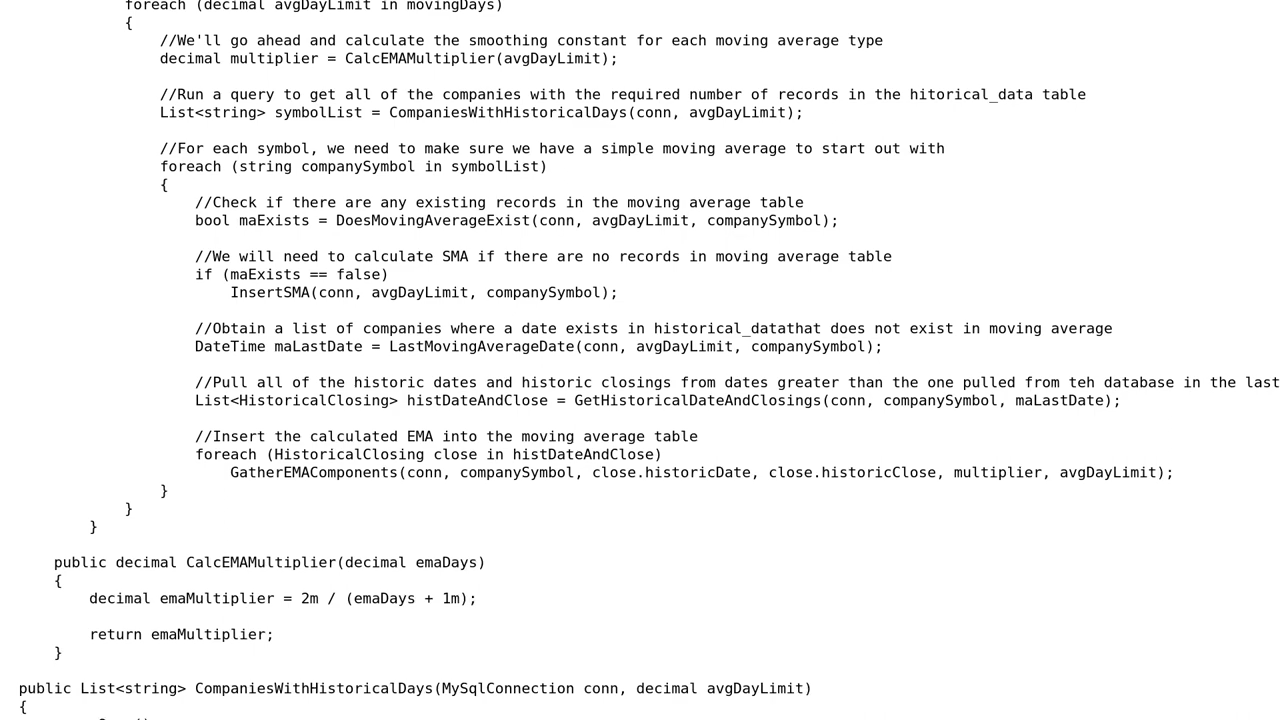 foreach (decimal avgDayLimit in movingDays)
{
//We'll go ahead and calculate the smoothing constant for each moving average type
decimal multiplier = CalcEMAMultiplier(avgDayLimit);
//Run a query to get all of the companies with the required number of records in the hitorical_data table
List<string> symbolList = CompaniesWithHistoricalDays(conn, avgDayLimit);
//For each symbol, we need to make sure we have a simple moving average to start out with
foreach (string companySymbol in symbolList)
{
//Check if there are any existing records in the moving average table
bool maExists = DoesMovingAverageExist(conn, avgDayLimit, companySymbol);
//We will need to calculate SMA if there are no records in moving average table
if (maExists == false)
InsertSMA(conn, avgDayLimit, companySymbol);
//Obtain a list of companies where a date exists in historical_datathat does not exist in moving average
DateTime maLastDate = LastMovingAverageDate(conn, avgDayLimit, companySymbol);
//Pull all of the historic dates and historic closings from dates greater than the one pulled from teh database in the last
List<HistoricalClosing> histDateAndClose = GetHistoricalDateAndClosings(conn, companySymbol, maLastDate);
//Insert the calculated EMA into the moving average table
foreach (HistoricalClosing close in histDateAndClose)
GatherEMAComponents(conn, companySymbol, close.historicDate, close.historicClose, multiplier, avgDayLimit);
}
}
}
public decimal CalcEMAMultiplier(decimal emaDays)
{
decimal emaMultiplier = 2m / (emaDays + 1m);
return emaMultiplier;
}
public List<string> CompaniesWithHistoricalDays(MySqlConnection conn, decimal avgDayLimit)
{